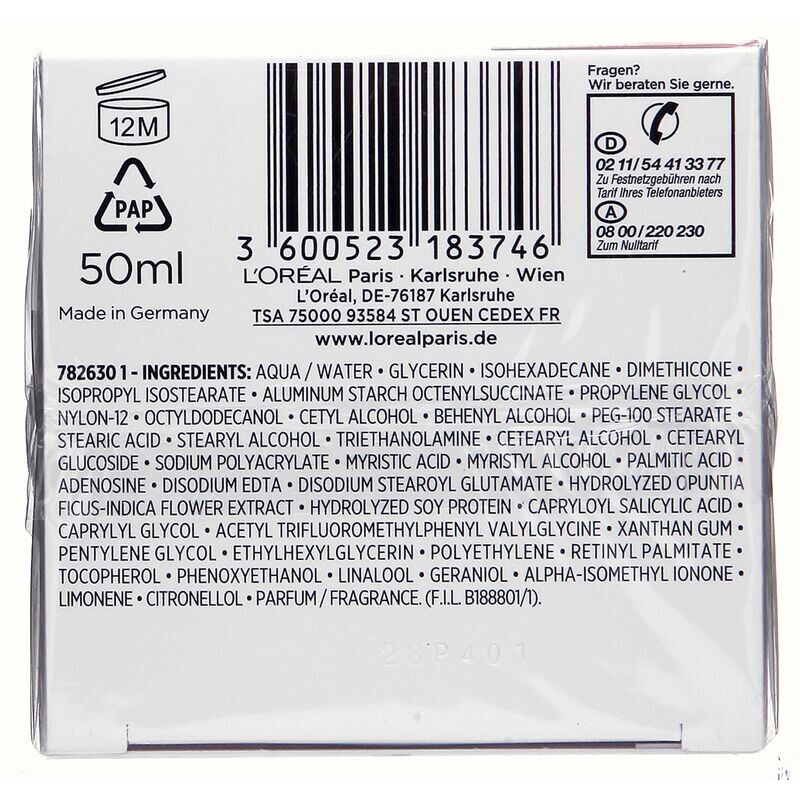 12M
PAP
50ml
Made in Germany
3 600523 183746
L'ORÉAL Paris · Karlsruhe · Wien
L'Oréal, DE-76187 Karlsruhe
TSA 75000 93584 ST OUEN CEDEX FR
www.lorealparis.de
Fragen?
Wir beraten Sie gerne.
D
02 11/54 41 33 77
Zu Festnetzgebühren nach
Tarif Ihres Telefonanbieters
A
08 00/220 230
Zum Nulltarif
782630 1 - INGREDIENTS: AQUA / WATER • GLYCERIN • ISOHEXADECANE • DIMETHICONE •
ISOPROPYL ISOSTEARATE • ALUMINUM STARCH OCTENYLSUCCINATE • PROPYLENE GLYCOL •
NYLON-12 • OCTYLDODECANOL • CETYL ALCOHOL • BEHENYL ALCOHOL • PEG-100 STEARATE •
STEARIC ACID • STEARYL ALCOHOL • TRIETHANOLAMINE • CETEARYL ALCOHOL • CETEARYL
GLUCOSIDE • SODIUM POLYACRYLATE • MYRISTIC ACID • MYRISTYL ALCOHOL • PALMITIC ACID •
ADENOSINE • DISODIUM EDTA • DISODIUM STEAROYL GLUTAMATE • HYDROLYZED OPUNTIA
FICUS-INDICA FLOWER EXTRACT • HYDROLYZED SOY PROTEIN • CAPRYLOYL SALICYLIC ACID •
CAPRYLYL GLYCOL • ACETYL TRIFLUOROMETHYLPHENYL VALYLGLYCINE • XANTHAN GUM •
PENTYLENE GLYCOL • ETHYLHEXYLGLYCERIN • POLYETHYLENE • RETINYL PALMITATE •
TOCOPHEROL • PHENOXYETHANOL • LINALOOL • GERANIOL • ALPHA-ISOMETHYL IONONE •
LIMONENE • CITRONELLOL • PARFUM / FRAGRANCE. (F.I.L. B188801/1).
28P401